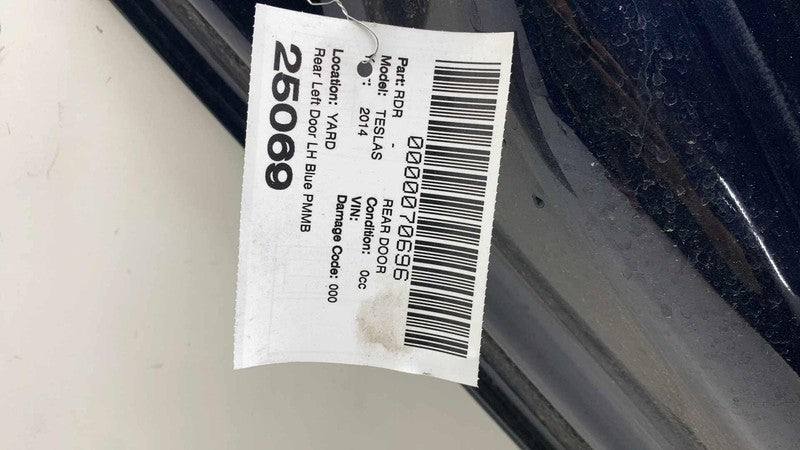 0000070696
Part: RDR - REAR DOOR
Model: TESLAS Condition: 0cc
2014 VIN:
Damage Code: 000
Location: YARD
Rear Left Door LH Blue PMMB
25069